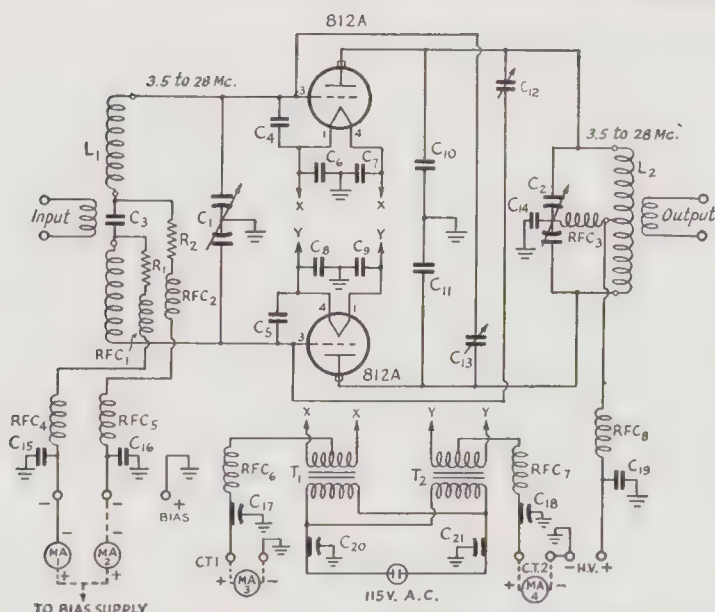 812A
3.5 to 28 Mc.
3
C4
1
4
C12
L1
C6
C7
C10
3.5 to 28 Mc.
L2
X
X
C2
Input
C3
C1
C14
Output
R2
Y
Y
RFC3
R1
C8
C9
RFC2
C11
4
1
C5
RFC1
3
C13
812A
RFC4
RFC5
X
X
Y
Y
RFC8
C15
C16
RFC6
T1
T2
RFC7
C19
C17
C18
-
-
+
BIAS
C20
C21
MA 1
MA 2
C.T.1
C.T.2
- H.V. +
+
+
+
MA 3
-
115 V. A.C.
+
MA 4
-
TO BIAS SUPPLY